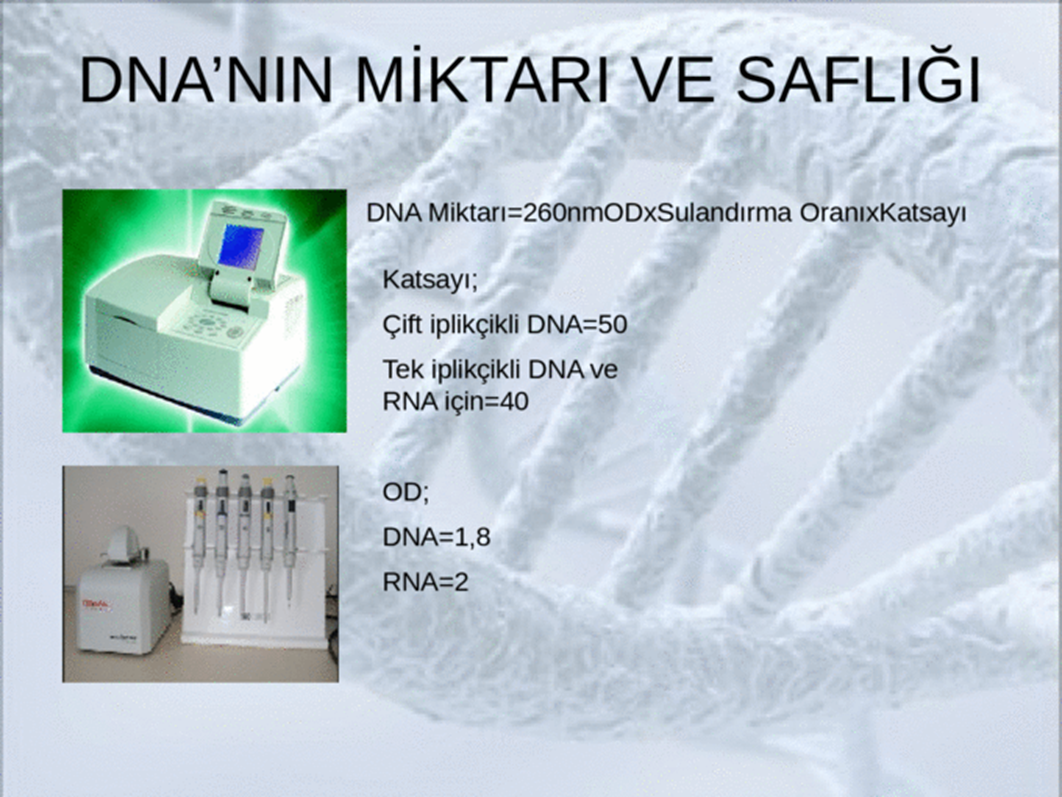 DNA’NIN MİKTARI VE SAFLIĞI
DNA Miktarı=260nmODxSulandırma OranıxKatsayı
Katsayı;
Çift iplikçikli DNA=50
Tek iplikçikli DNA ve
RNA için=40
OD;
DNA=1,8
RNA=2